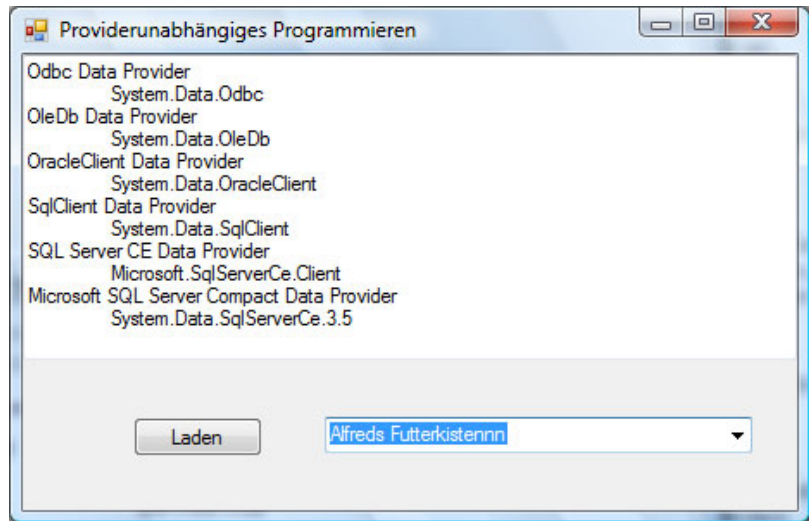 Providerunabhängiges Programmieren
Odbc Data Provider
System.Data.Odbc
OleDb Data Provider
System.Data.OleDb
OracleClient Data Provider
System.Data.OracleClient
SqlClient Data Provider
System.Data.SqlClient
SQL Server CE Data Provider
Microsoft.SqlServerCe.Client
Microsoft SQL Server Compact Data Provider
System.Data.SqlServerCe.3.5
Laden
Alfreds Futterkistennn